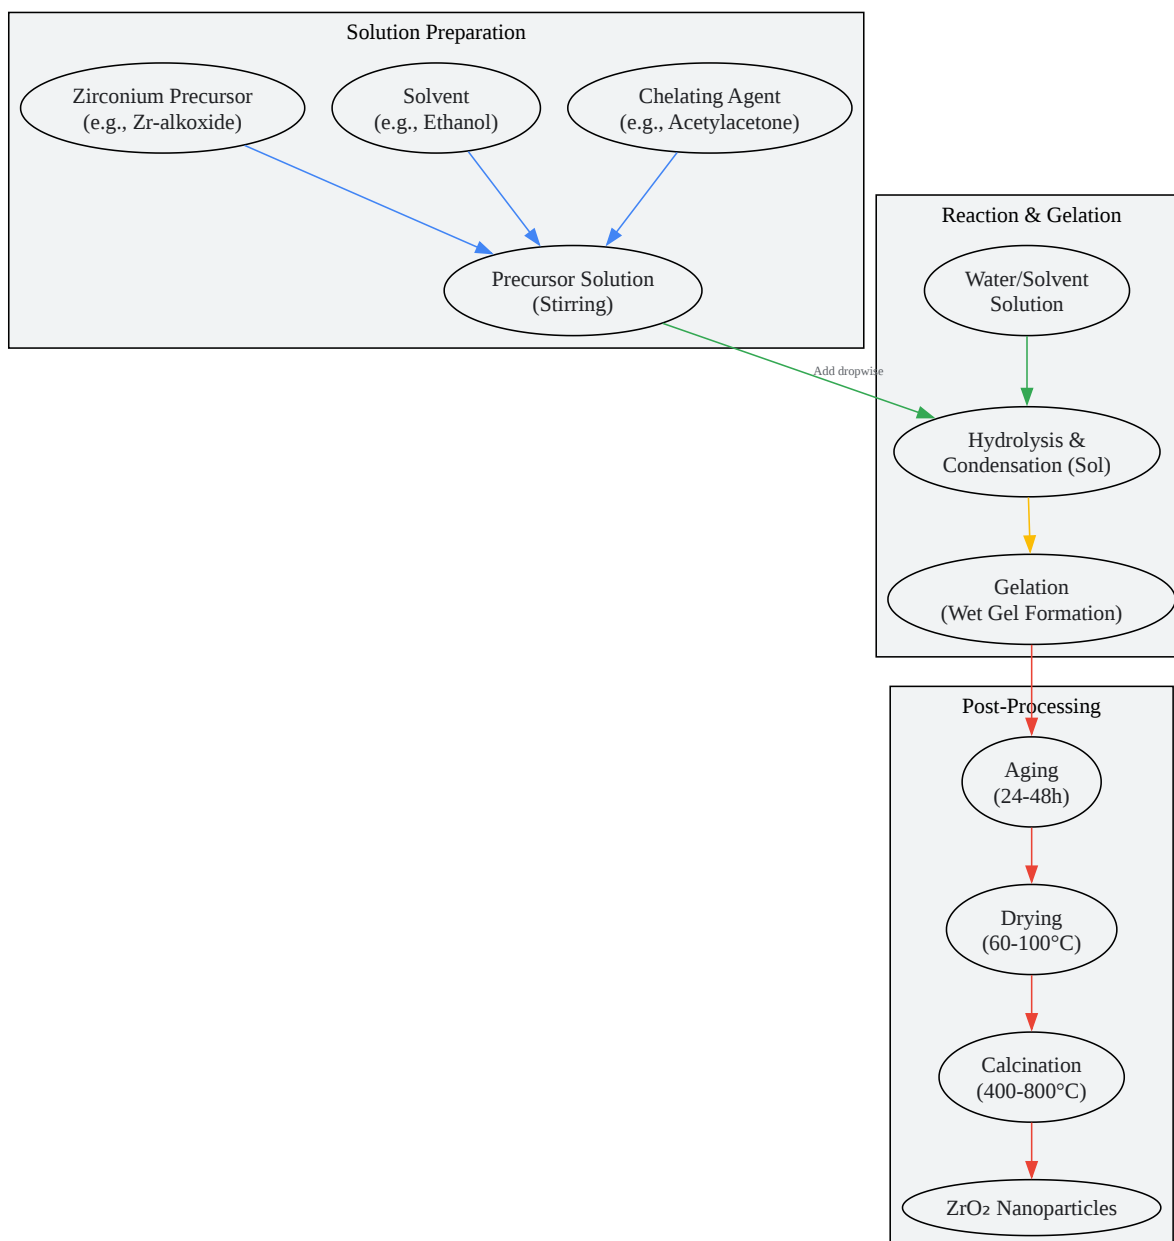 Solution Preparation
Zirconium Precursor
(e.g., Zr-alkoxide)
Solvent
(e.g., Ethanol)
Chelating Agent
(e.g., Acetylacetone)
Precursor Solution
(Stirring)
Add dropwise
Reaction & Gelation
Water/Solvent
Solution
Hydrolysis &
Condensation (Sol)
Gelation
(Wet Gel Formation)
Post-Processing
Aging
(24-48h)
Drying
(60-100°C)
Calcination
(400-800°C)
ZrO₂ Nanoparticles